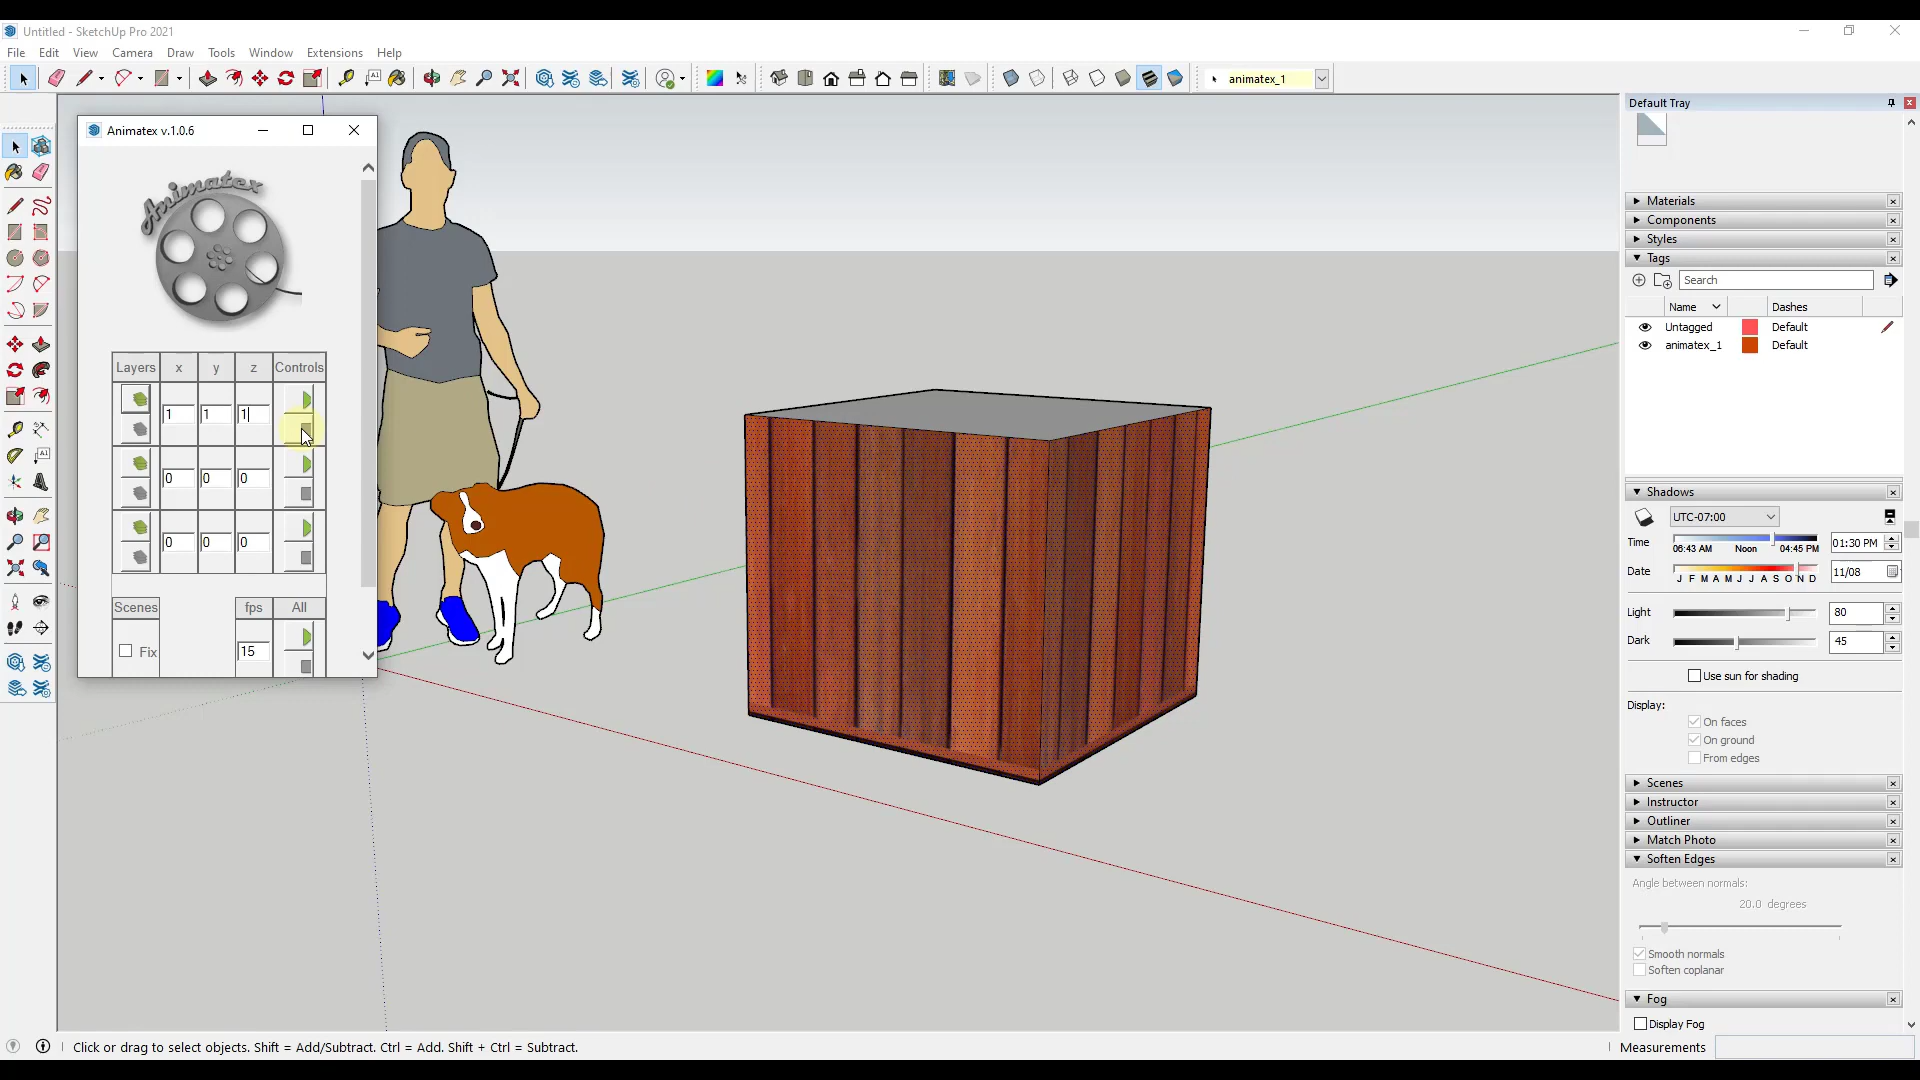 Untitled - SketchUp Pro 2021
File Edit View Camera Draw Tools Window Extensions Help
animatex_1
Default Tray
Animatex v.1.0.6
Animatex
Layers x y z Controls
1 1 1
0 0 0
0 0 0
Scenes fps All
Fix 15
Materials
Components
Styles
Tags
Search
Name Dashes
Untagged Default
animatex_1 Default
Shadows
UTC-07:00
Time 06:43 AM Noon 04:45 PM 01:30 PM
Date J F M A M J J A S O N D 11/08
Light 80
Dark 45
Use sun for shading
Display:
On faces
On ground
From edges
Scenes
Instructor
Outliner
Match Photo
Soften Edges
Angle between normals:
20.0 degrees
Smooth normals
Soften coplanar
Fog
Display Fog
Click or drag to select objects. Shift = Add/Subtract. Ctrl = Add. Shift + Ctrl = Subtract.
Measurements